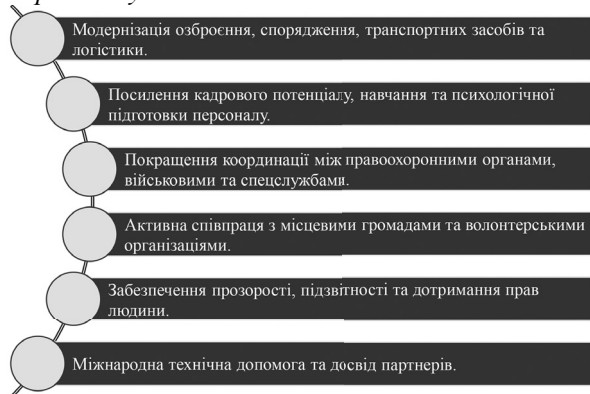 Модернізація озброєння, спорядження, транспортних засобів та
логістики.
Посилення кадрового потенціалу, навчання та психологічної
підготовки персоналу.
Покращення координації між правоохоронними органами,
військовими та спецслужбами.
Активна співпраця з місцевими громадами та волонтерськими
організаціями.
Забезпечення прозорості, підзвітності та дотримання прав
людини.
Міжнародна технічна допомога та досвід партнерів.